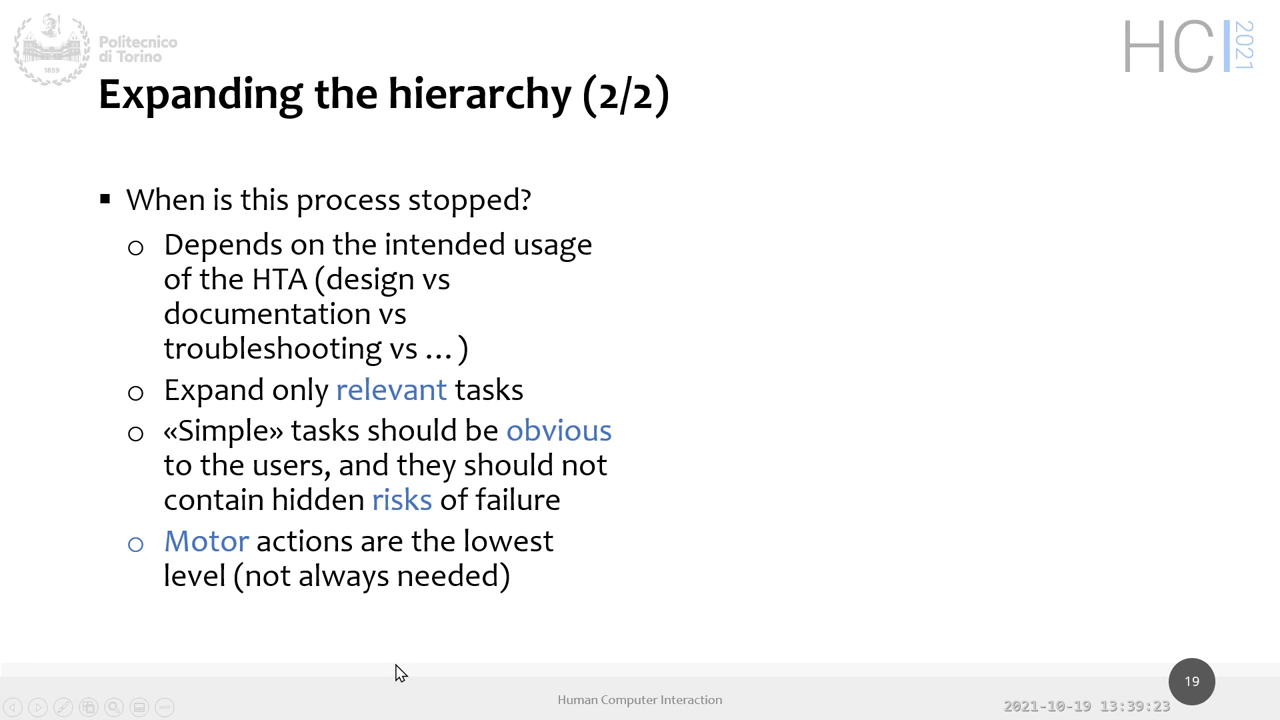 Politecnico
di Torino
1859
HCI 2021
Expanding the hierarchy (2/2)
▪ When is this process stopped?
o Depends on the intended usage
of the HTA (design vs
documentation vs
troubleshooting vs … )
o Expand only relevant tasks
o «Simple» tasks should be obvious
to the users, and they should not
contain hidden risks of failure
o Motor actions are the lowest
level (not always needed)
19
Human Computer Interaction
2021-10-19 13:39:23